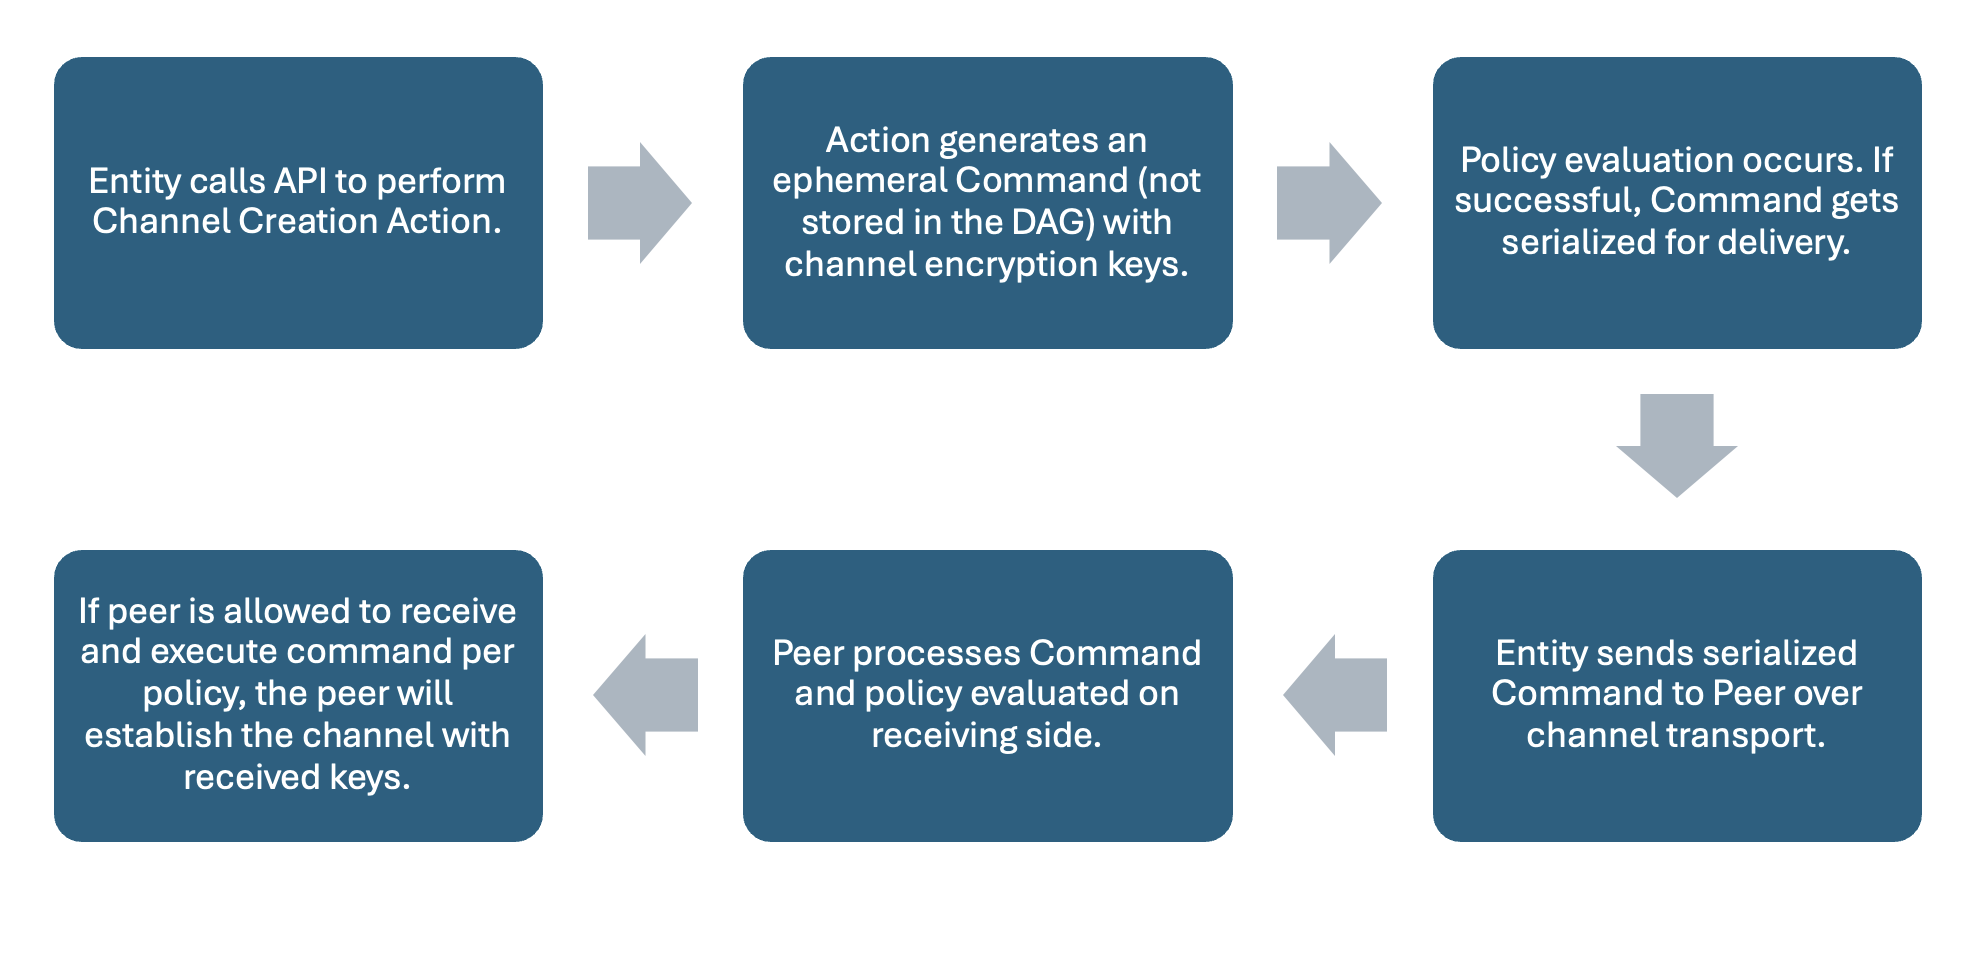 Entity calls API to perform
Channel Creation Action.
Action generates an
ephemeral Command (not
stored in the DAG) with
channel encryption keys.
Policy evaluation occurs. If
successful, Command gets
serialized for delivery.
Entity sends serialized
Command to Peer over
channel transport.
Peer processes Command
and policy evaluated on
receiving side.
If peer is allowed to receive
and execute command per
policy, the peer will
establish the channel with
received keys.